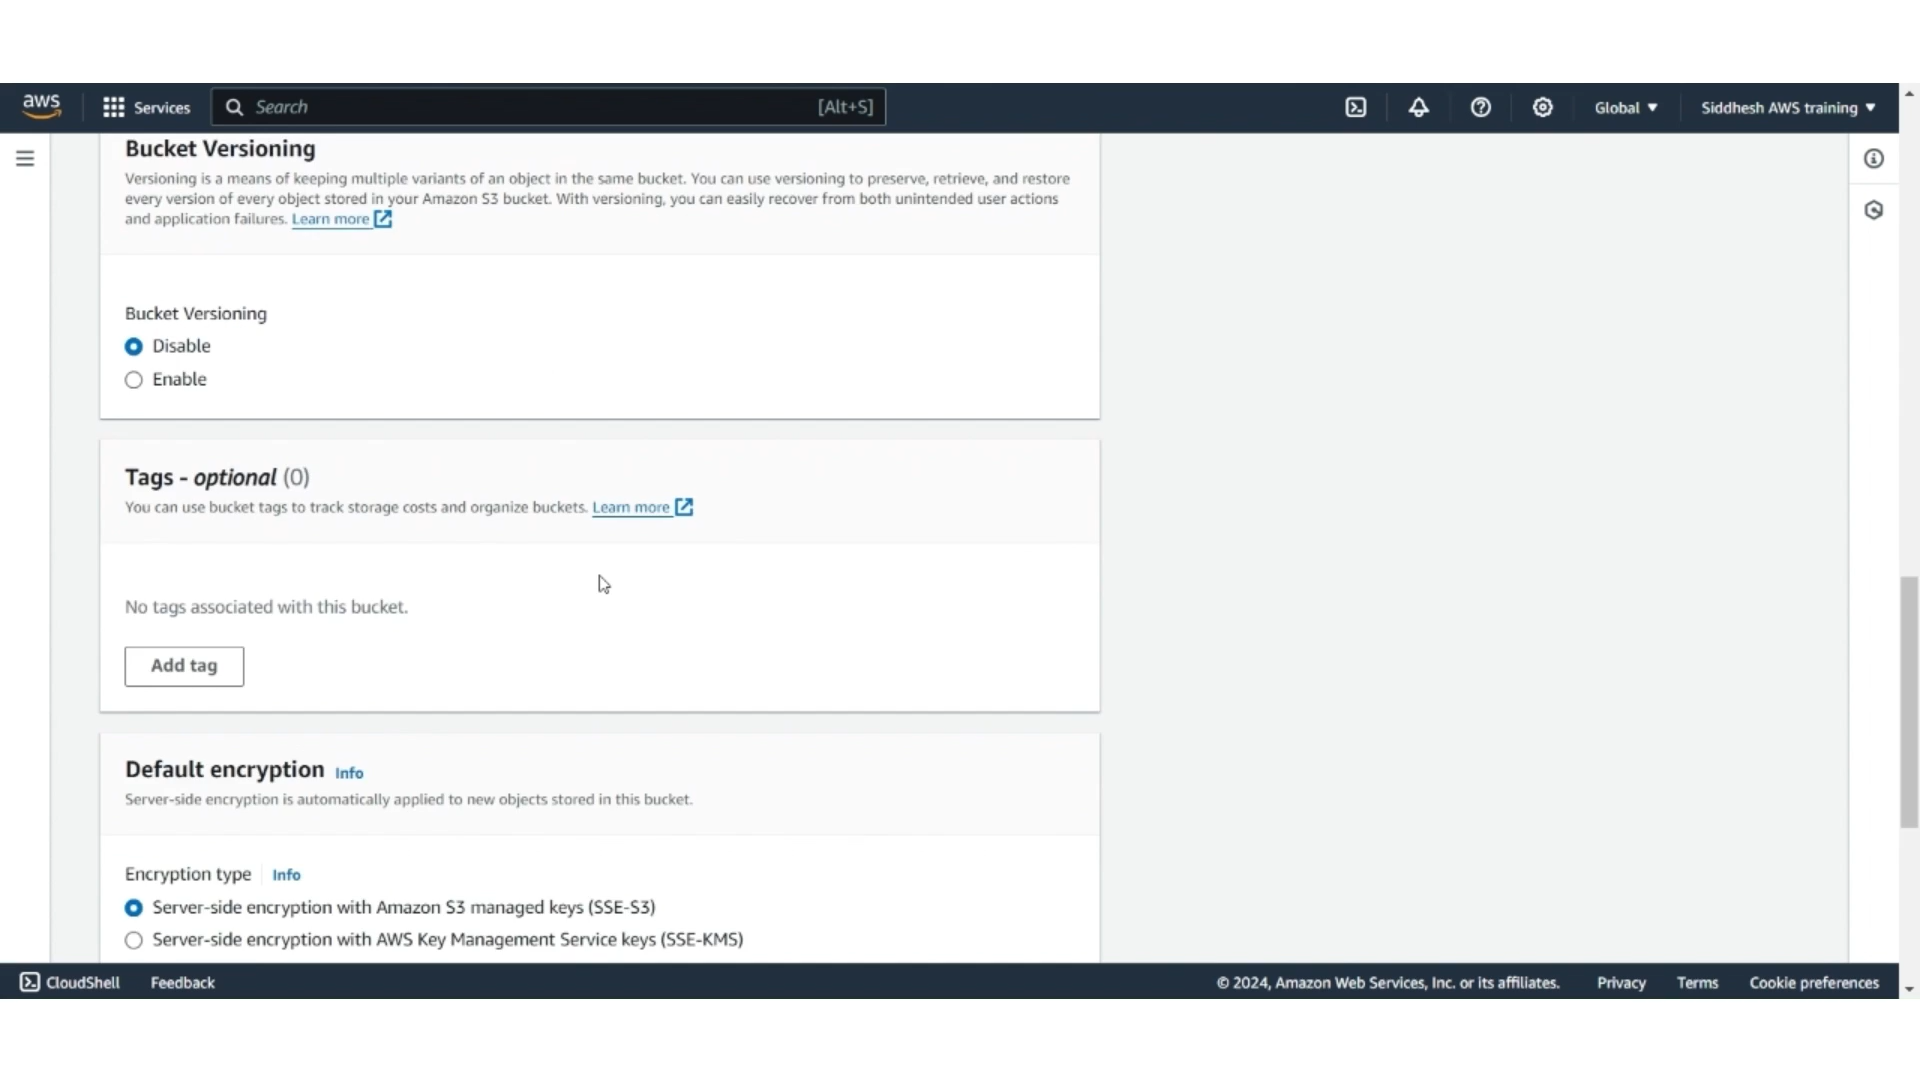 aws
Services
Search
[Alt+S]
Global
Siddhesh AWS training
Bucket Versioning
Versioning is a means of keeping multiple variants of an object in the same bucket. You can use versioning to preserve, retrieve, and restore
every version of every object stored in your Amazon S3 bucket. With versioning, you can easily recover from both unintended user actions
and application failures. Learn more
Bucket Versioning
Disable
Enable
Tags - optional (0)
You can use bucket tags to track storage costs and organize buckets. Learn more
No tags associated with this bucket.
Add tag
Default encryption Info
Server-side encryption is automatically applied to new objects stored in this bucket.
Encryption type Info
Server-side encryption with Amazon S3 managed keys (SSE-S3)
Server-side encryption with AWS Key Management Service keys (SSE-KMS)
CloudShell
Feedback
© 2024, Amazon Web Services, Inc. or its affiliates.
Privacy
Terms
Cookie preferences